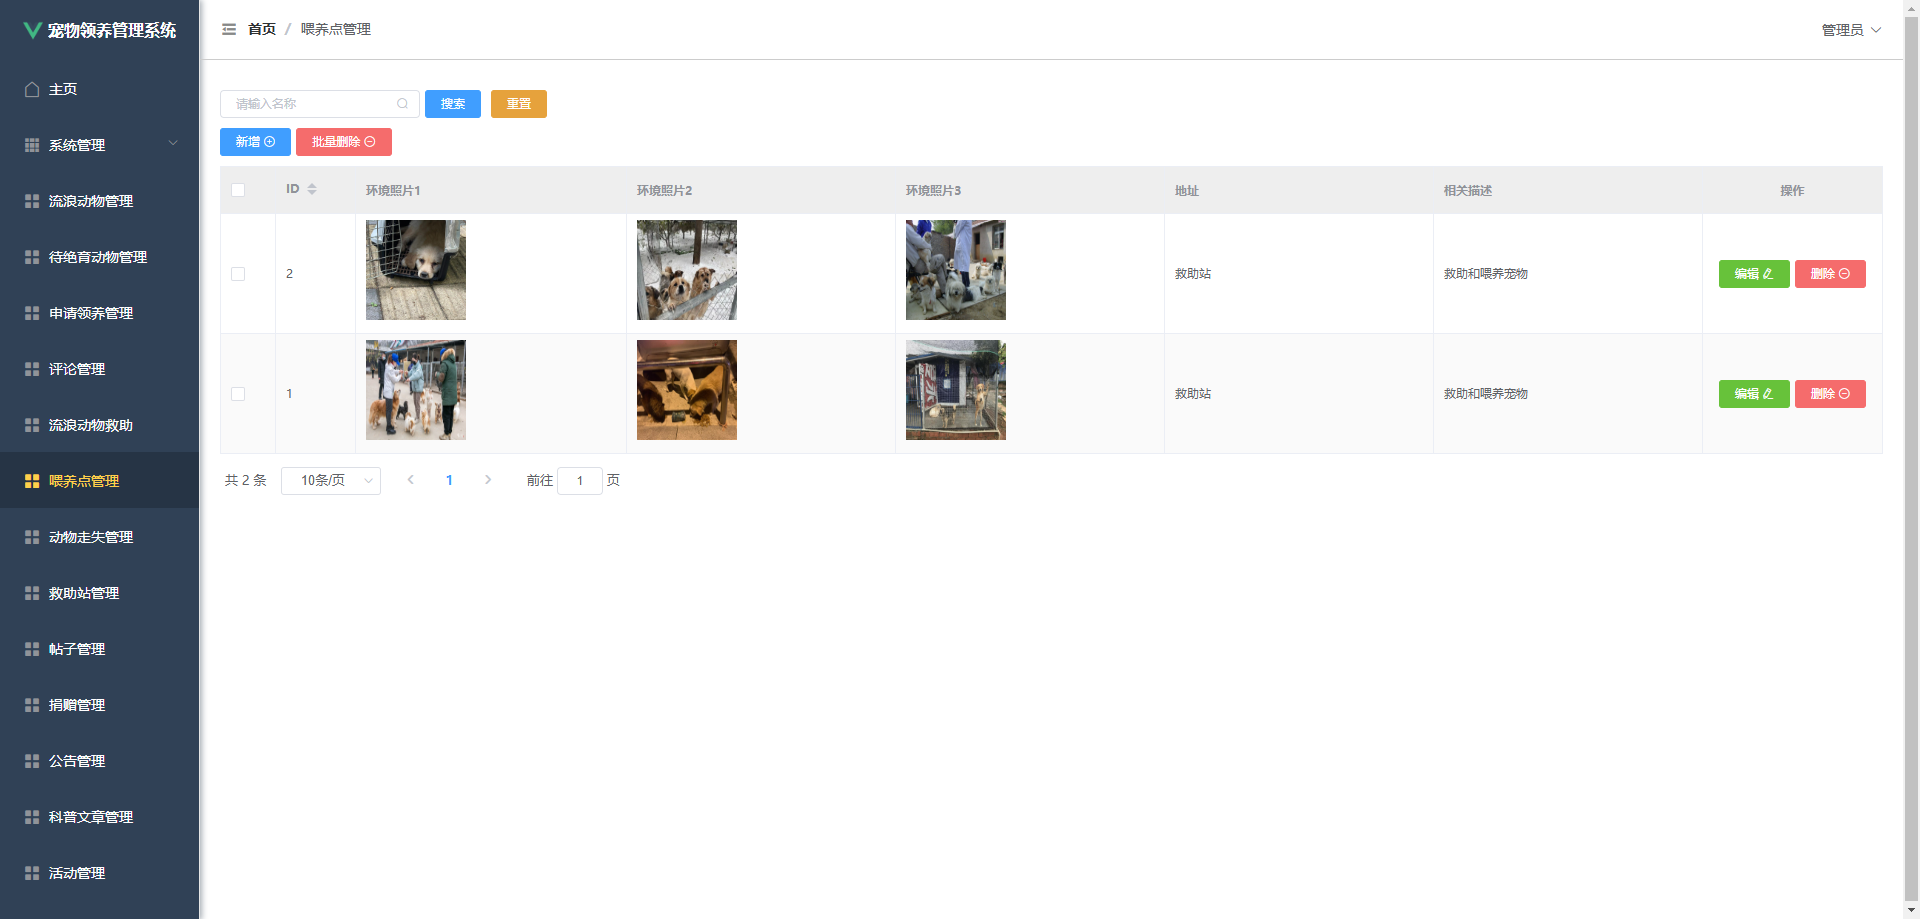 宠物领养管理系统
主页
系统管理
流浪动物管理
待绝育动物管理
申请领养管理
评论管理
流浪动物救助
喂养点管理
动物走失管理
救助站管理
帖子管理
捐赠管理
公告管理
科普文章管理
活动管理
首页 / 喂养点管理
管理员
请输入名称 搜索 重置
新增 批量删除
ID 环境照片1 环境照片2 环境照片3 地址 相关描述 操作
2 救助站 救助和喂养宠物 编辑 删除
1 救助站 救助和喂养宠物 编辑 删除
共 2 条 10条/页 1 前往 1 页